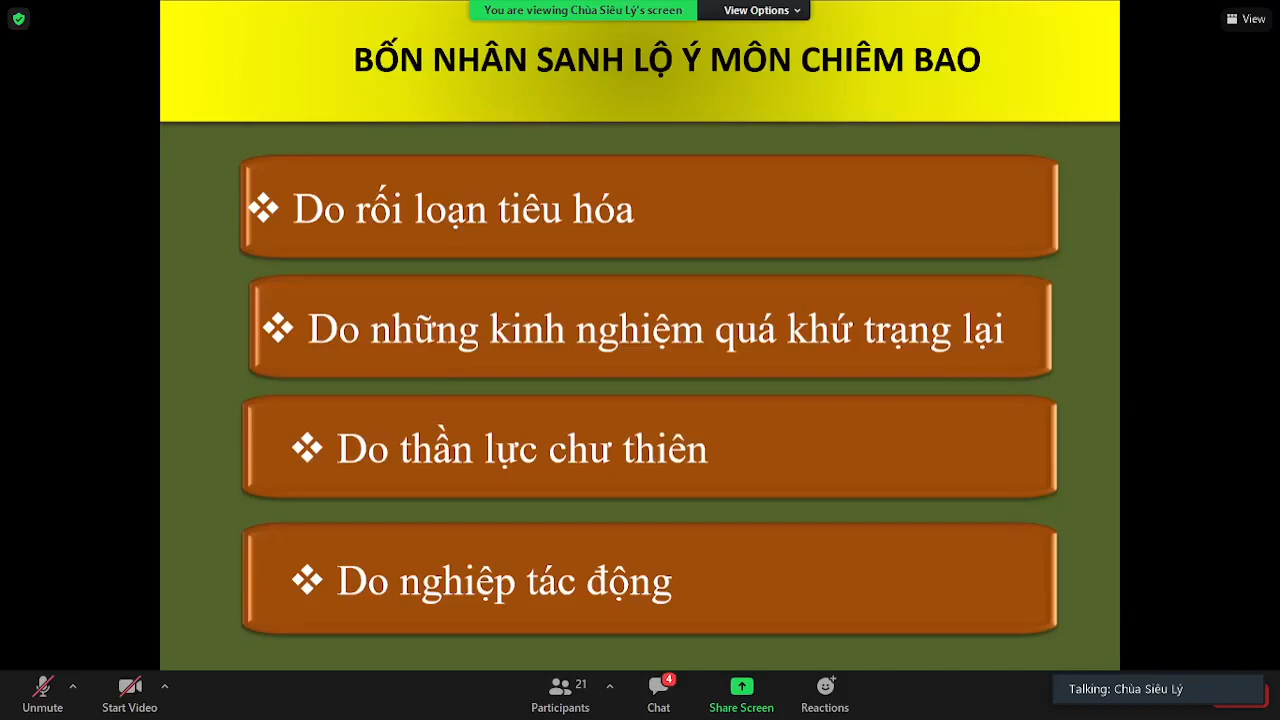 You are viewing Chùa Siêu Lý's screen
View Options
View
BỐN NHÂN SANH LỘ Ý MÔN CHIÊM BAO
❖ Do rối loạn tiêu hóa
❖ Do những kinh nghiệm quá khứ trạng lại
❖ Do thần lực chư thiên
❖ Do nghiệp tác động
Unmute
Start Video
21
Participants
4
Chat
Share Screen
Reactions
Talking: Chùa Siêu Lý